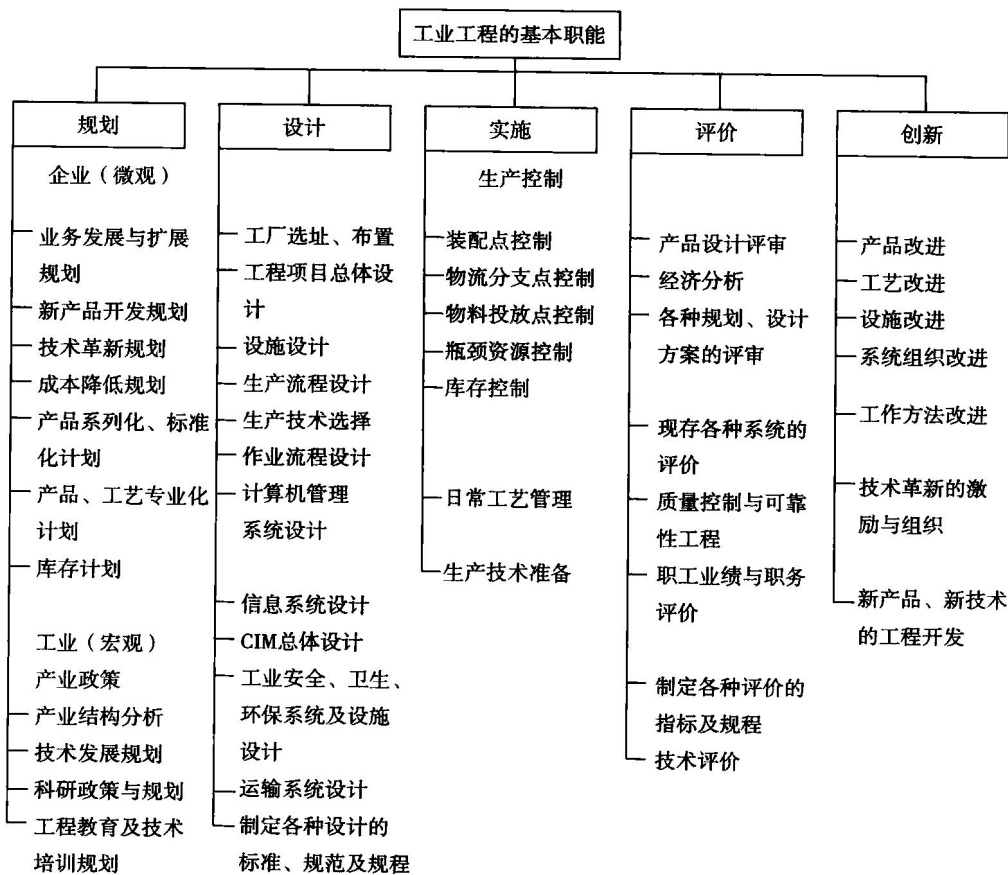 工业工程的基本职能
规划
企业（微观）
业务发展与扩展
规划
新产品开发规划
技术革新规划
成本降低规划
产品系列化、标准
化计划
产品、工艺专业化
计划
库存计划
工业（宏观）
产业政策
产业结构分析
技术发展规划
科研政策与规划
工程教育及技术
培训规划
设计
工厂选址、布置
工程项目总体设
计
设施设计
生产流程设计
生产技术选择
作业流程设计
计算机管理
系统设计
信息系统设计
CIM总体设计
工业安全、卫生、
环保系统及设施
设计
运输系统设计
制定各种设计的
标准、规范及规程
实施
生产控制
装配点控制
物流分支点控制
物料投放点控制
瓶颈资源控制
库存控制
日常工艺管理
生产技术准备
评价
产品设计评审
经济分析
各种规划、设计
方案的评审
现存各种系统的
评价
质量控制与可靠
性工程
职工业绩与职务
评价
制定各种评价的
指标及规程
技术评价
创新
产品改进
工艺改进
设施改进
系统组织改进
工作方法改进
技术革新的激
励与组织
新产品、新技术
的工程开发